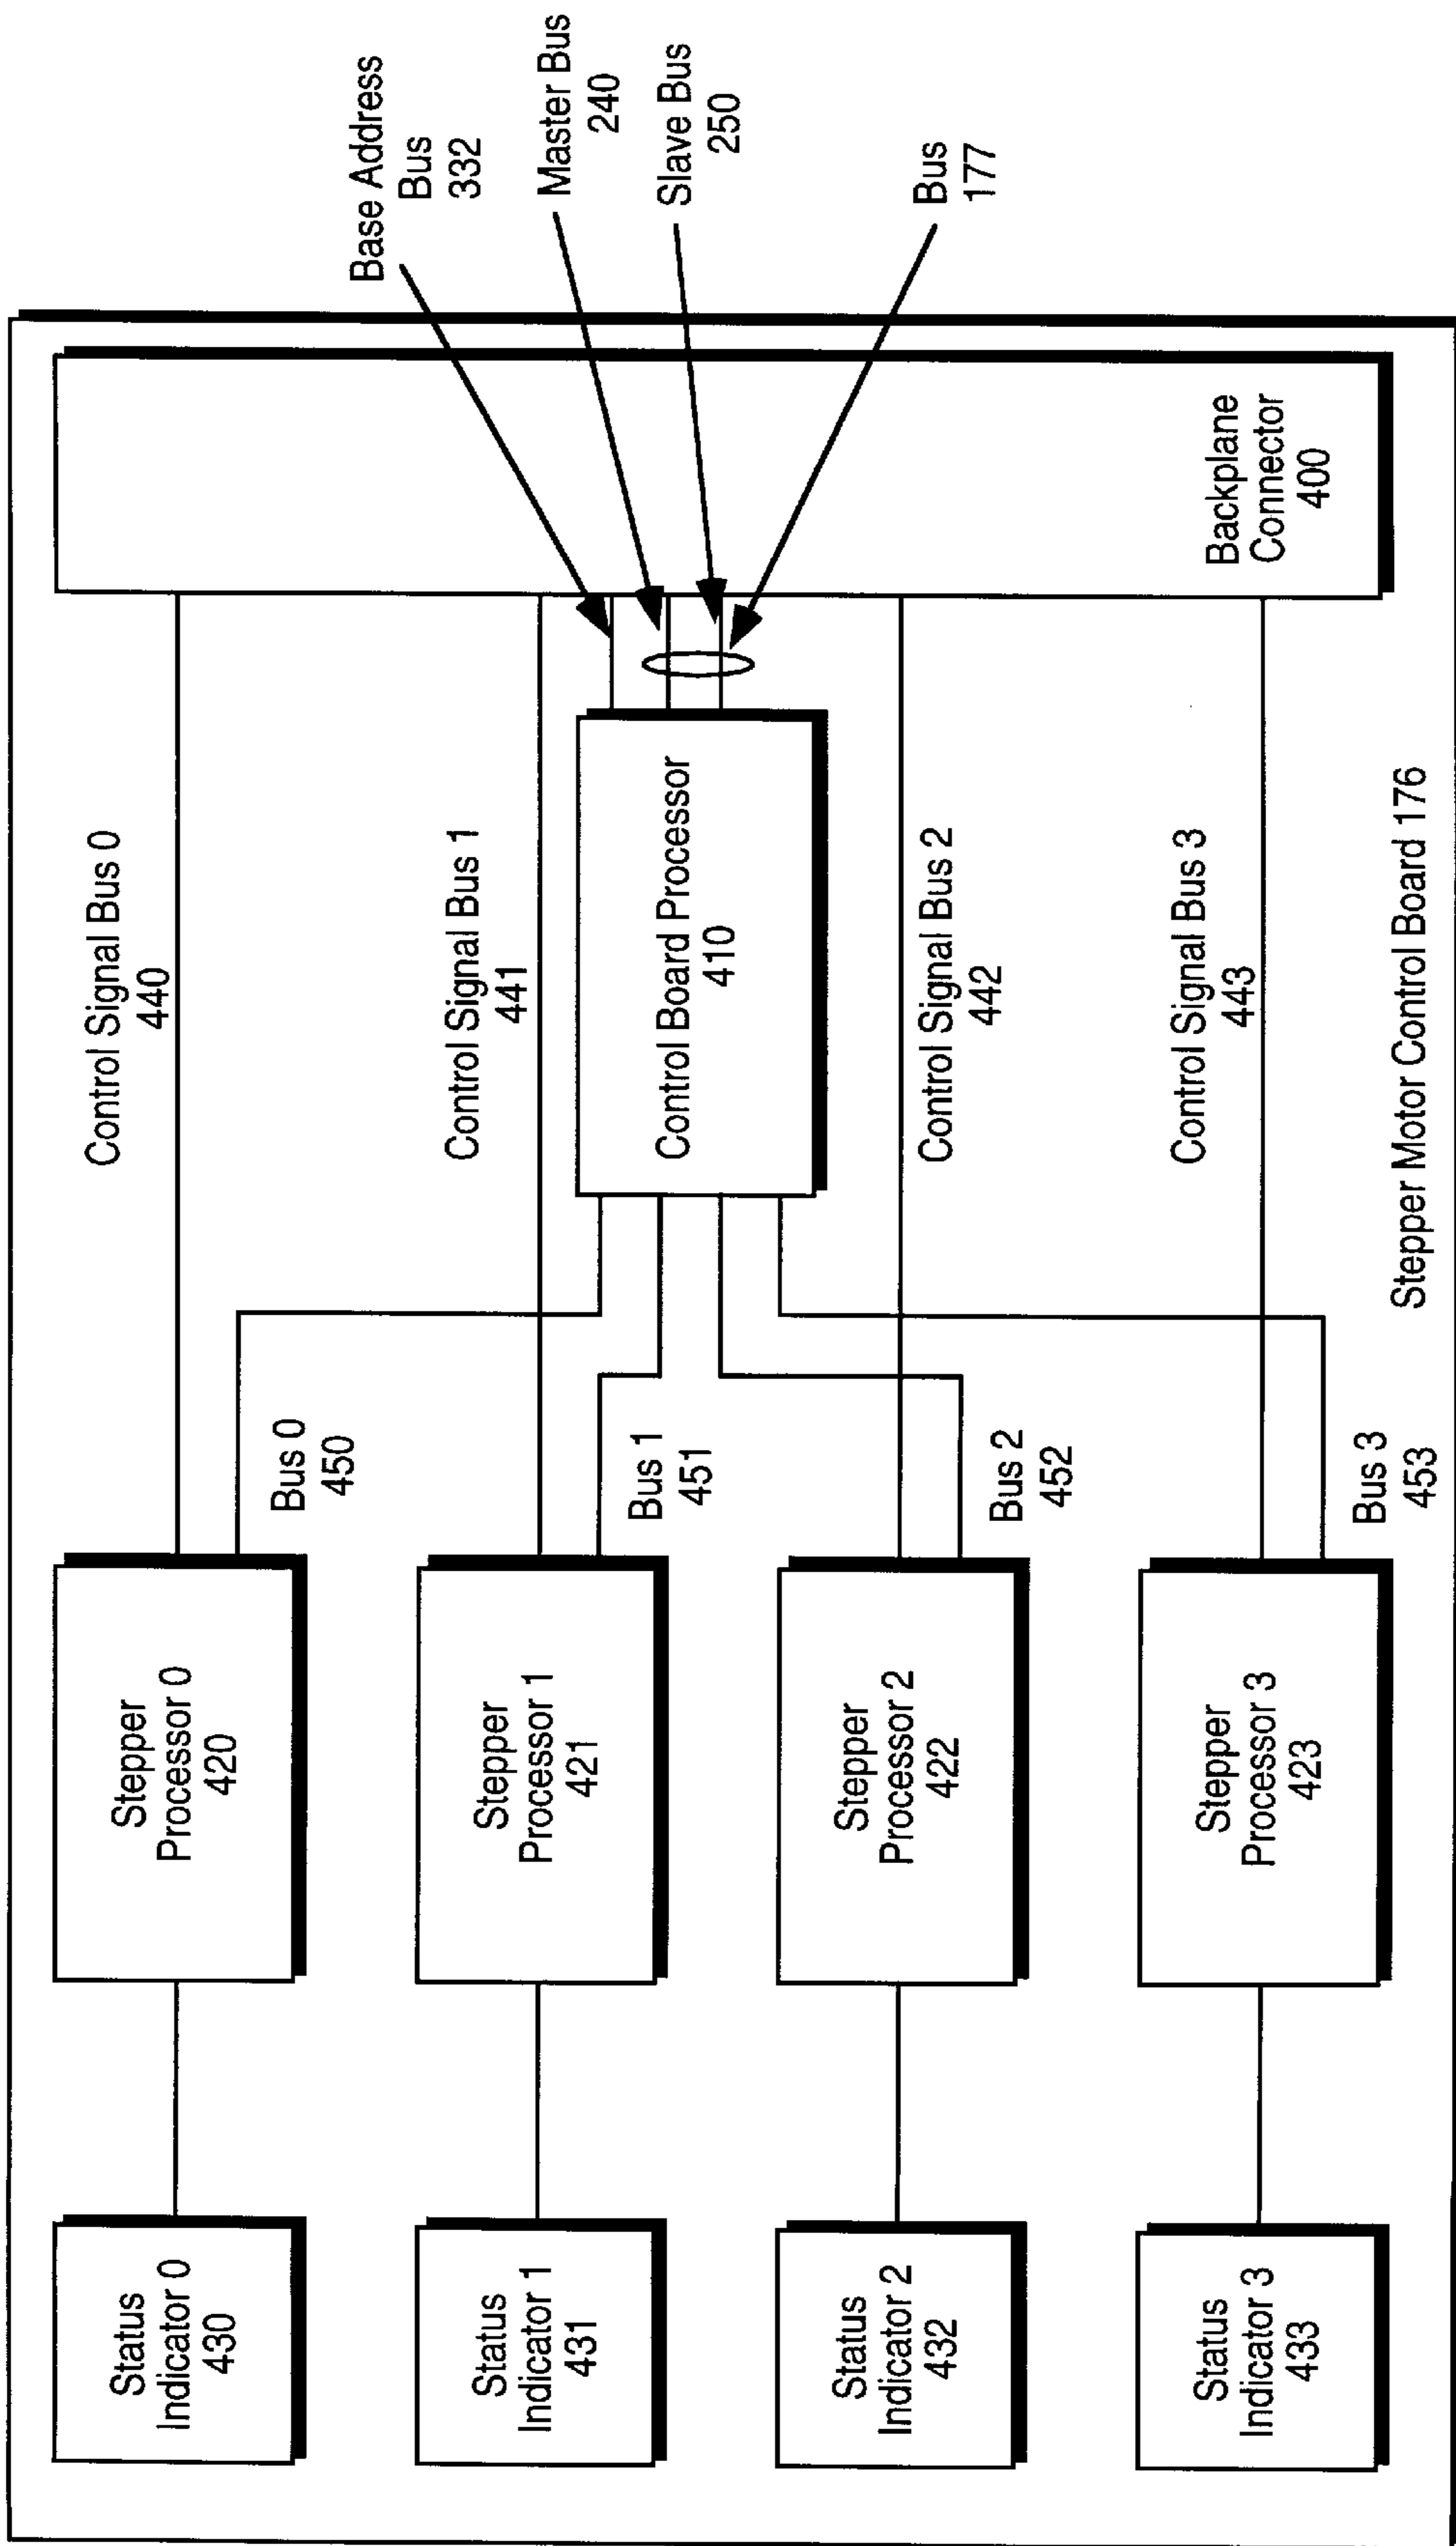 Status
Indicator 0
430
Stepper
Processor 0
420
Bus 0
450
Control Signal Bus 0
440
Status
Indicator 1
431
Stepper
Processor 1
421
Bus 1
451
Control Signal Bus 1
441
Control Board Processor
410
Status
Indicator 2
432
Stepper
Processor 2
422
Bus 2
452
Control Signal Bus 2
442
Status
Indicator 3
433
Stepper
Processor 3
423
Bus 3
453
Control Signal Bus 3
443
Backplane
Connector
400
Stepper Motor Control Board 176
Base Address
Bus
332
Master Bus
240
Slave Bus
250
Bus
177